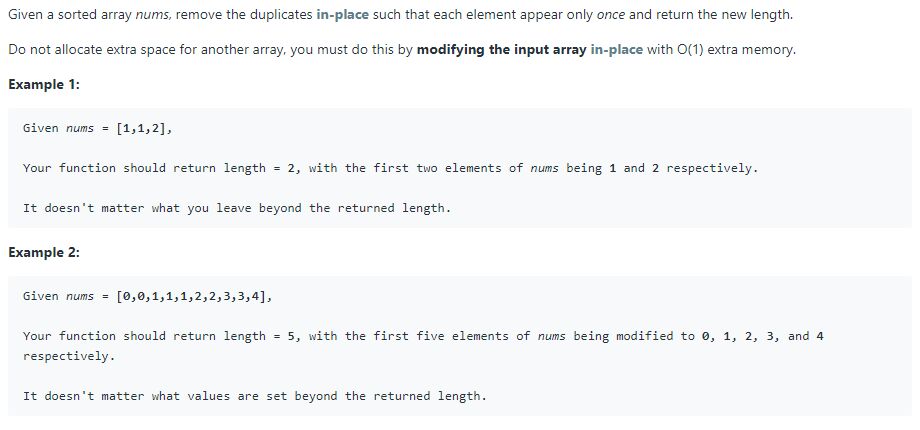 Given a sorted array nums, remove the duplicates in-place such that each element appear only once and return the new length.
Do not allocate extra space for another array, you must do this by modifying the input array in-place with O(1) extra memory.
Example 1:
Given nums = [1,1,2],
Your function should return length = 2, with the first two elements of nums being 1 and 2 respectively.
It doesn't matter what you leave beyond the returned length.
Example 2:
Given nums = [0,0,1,1,1,2,2,3,3,4],
Your function should return length = 5, with the first five elements of nums being modified to 0, 1, 2, 3, and 4
respectively.
It doesn't matter what values are set beyond the returned length.